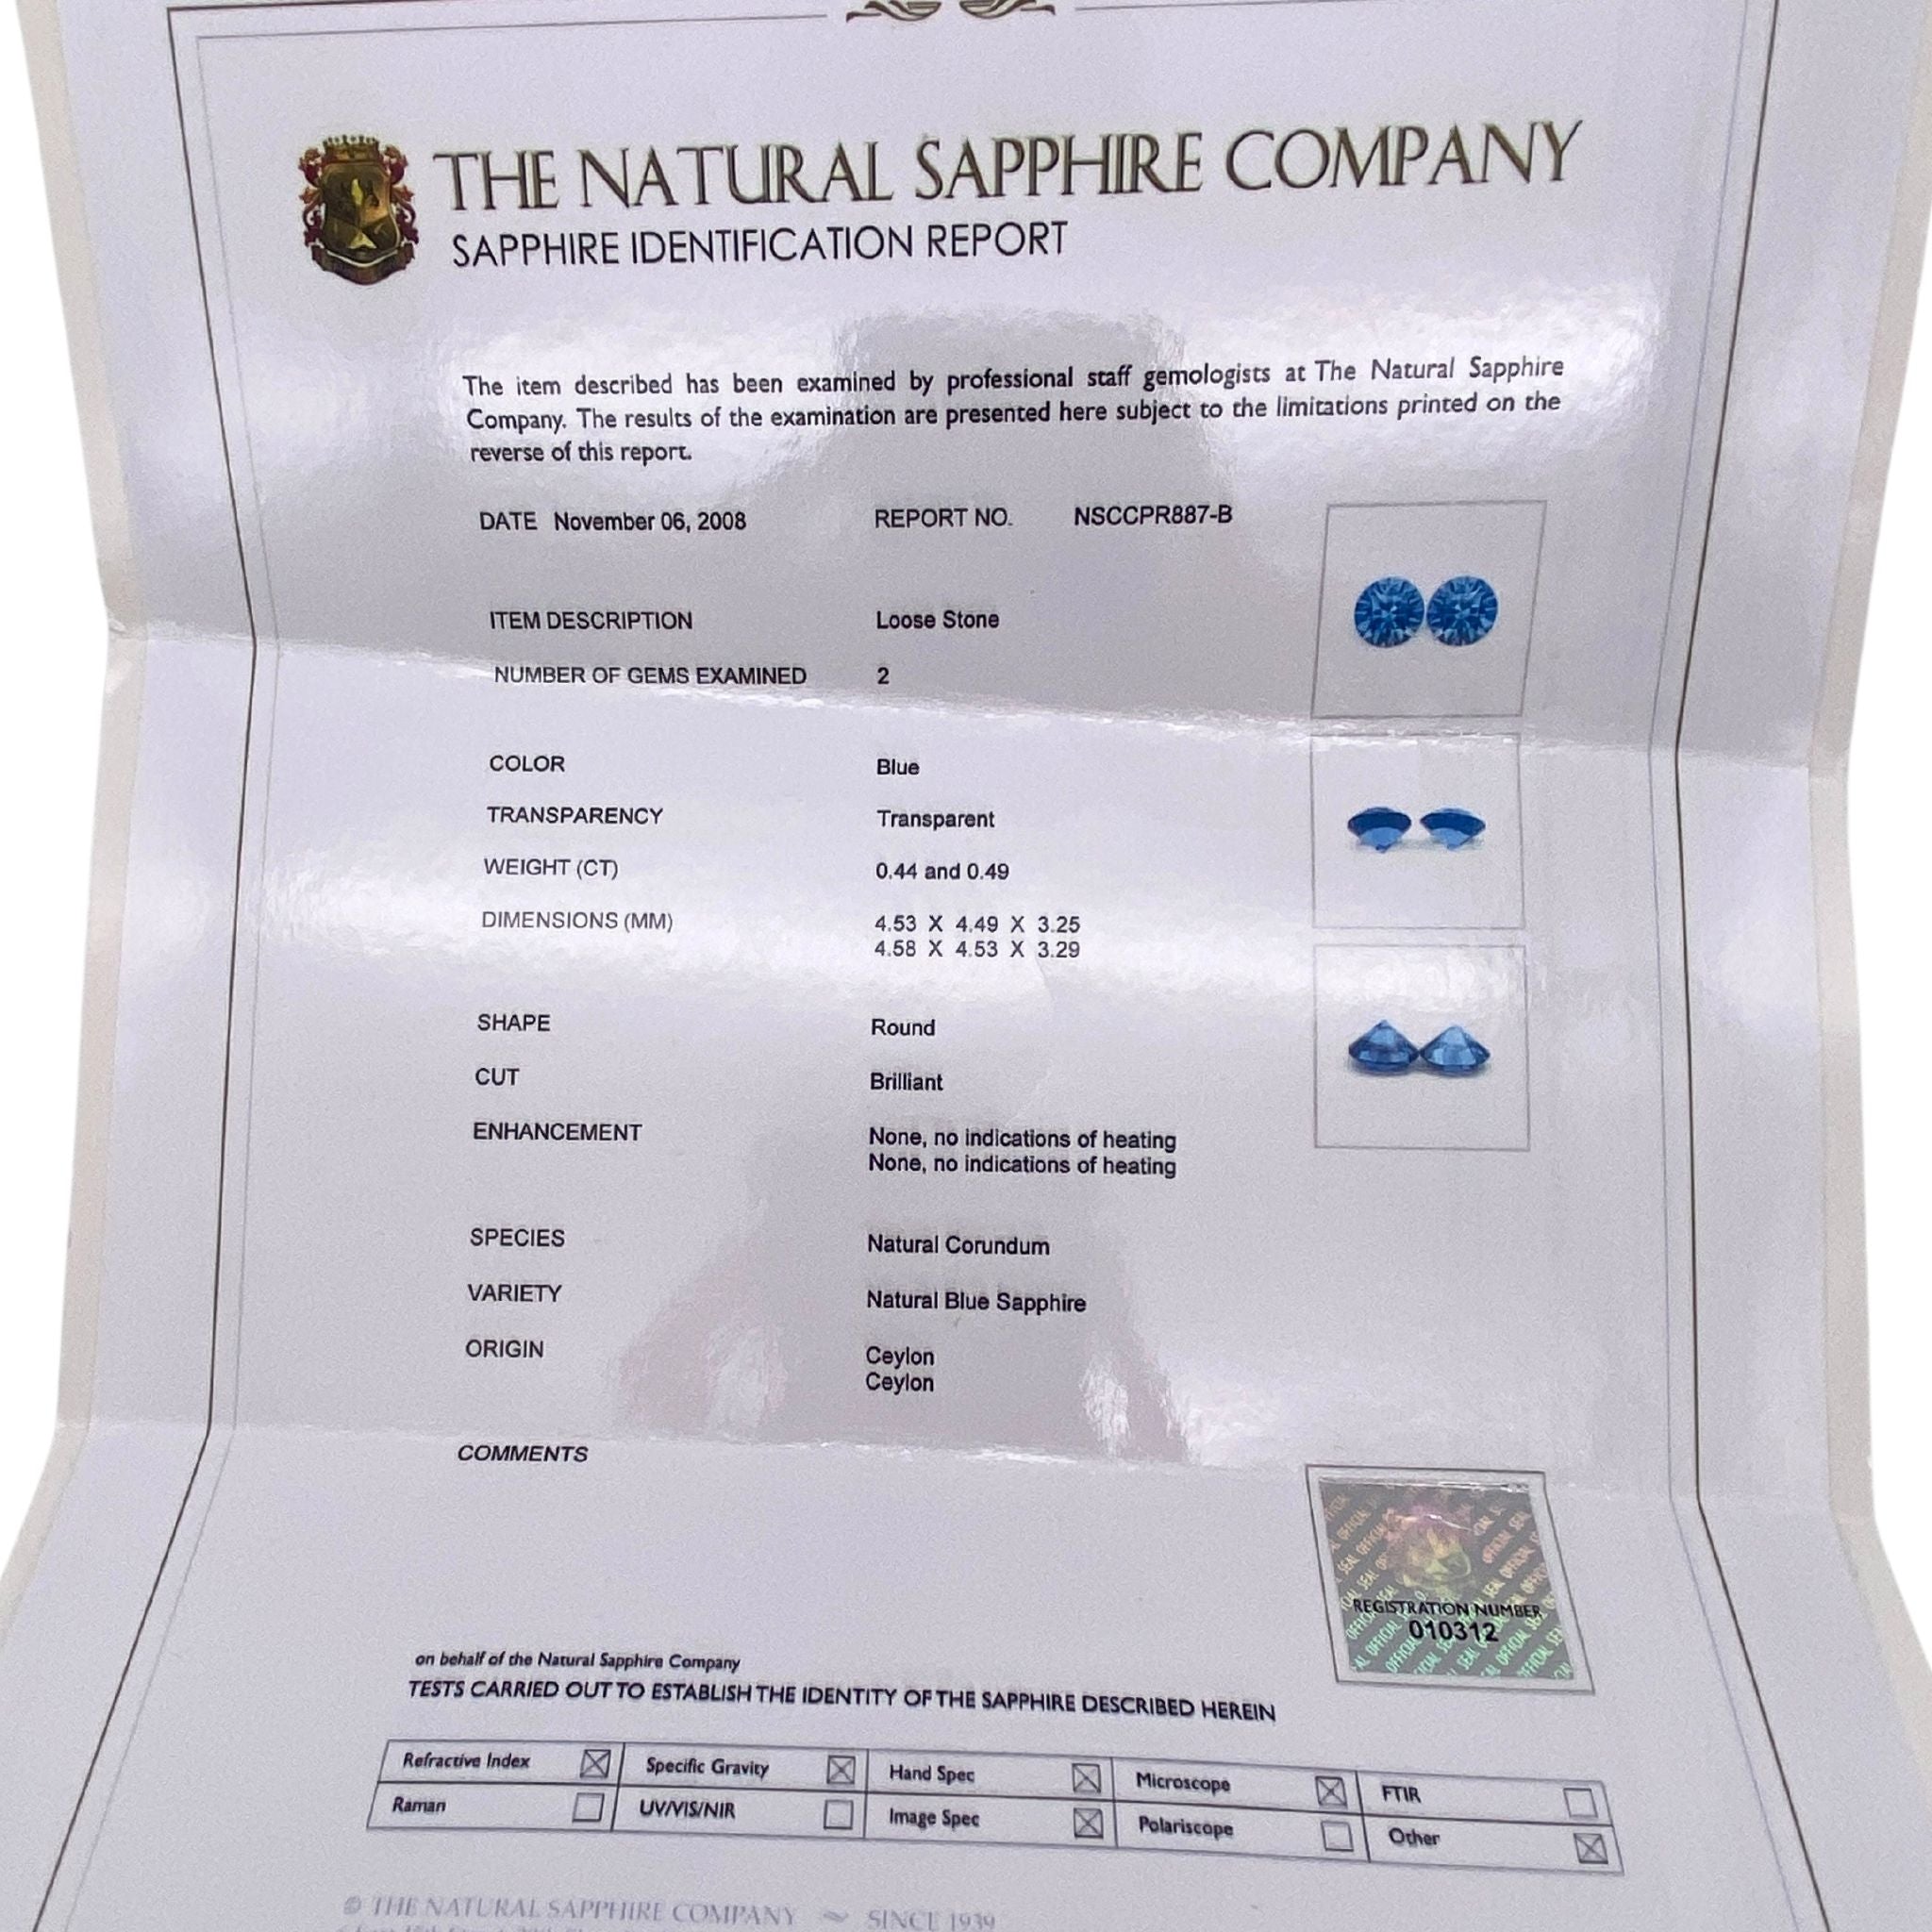 THE NATURAL SAPPHIRE COMPANY
SAPPHIRE IDENTIFICATION REPORT
The item described has been examined by professional staff gemologists at The Natural Sapphire
Company. The results of the examination are presented here subject to the limitations printed on the
reverse of this report.
DATE November 06, 2008 REPORT NO. NSCCPR887-B
ITEM DESCRIPTION Loose Stone
NUMBER OF GEMS EXAMINED 2
COLOR Blue
TRANSPARENCY Transparent
WEIGHT (CT) 0.44 and 0.49
DIMENSIONS (MM) 4.53 X 4.49 X 3.25
4.58 X 4.53 X 3.29
SHAPE Round
CUT Brilliant
ENHANCEMENT None, no indications of heating
None, no indications of heating
SPECIES Natural Corundum
VARIETY Natural Blue Sapphire
ORIGIN Ceylon
Ceylon
COMMENTS
OFFICIAL SEAL
REGISTRATION NUMBER
010312
on behalf of the Natural Sapphire Company
TESTS CARRIED OUT TO ESTABLISH THE IDENTITY OF THE SAPPHIRE DESCRIBED HEREIN
Refractive Index Specific Gravity Hand Spec Microscope FTIR
Raman UV/VIS/NIR Image Spec Polariscope Other
© THE NATURAL SAPPHIRE COMPANY ~ SINCE 1939